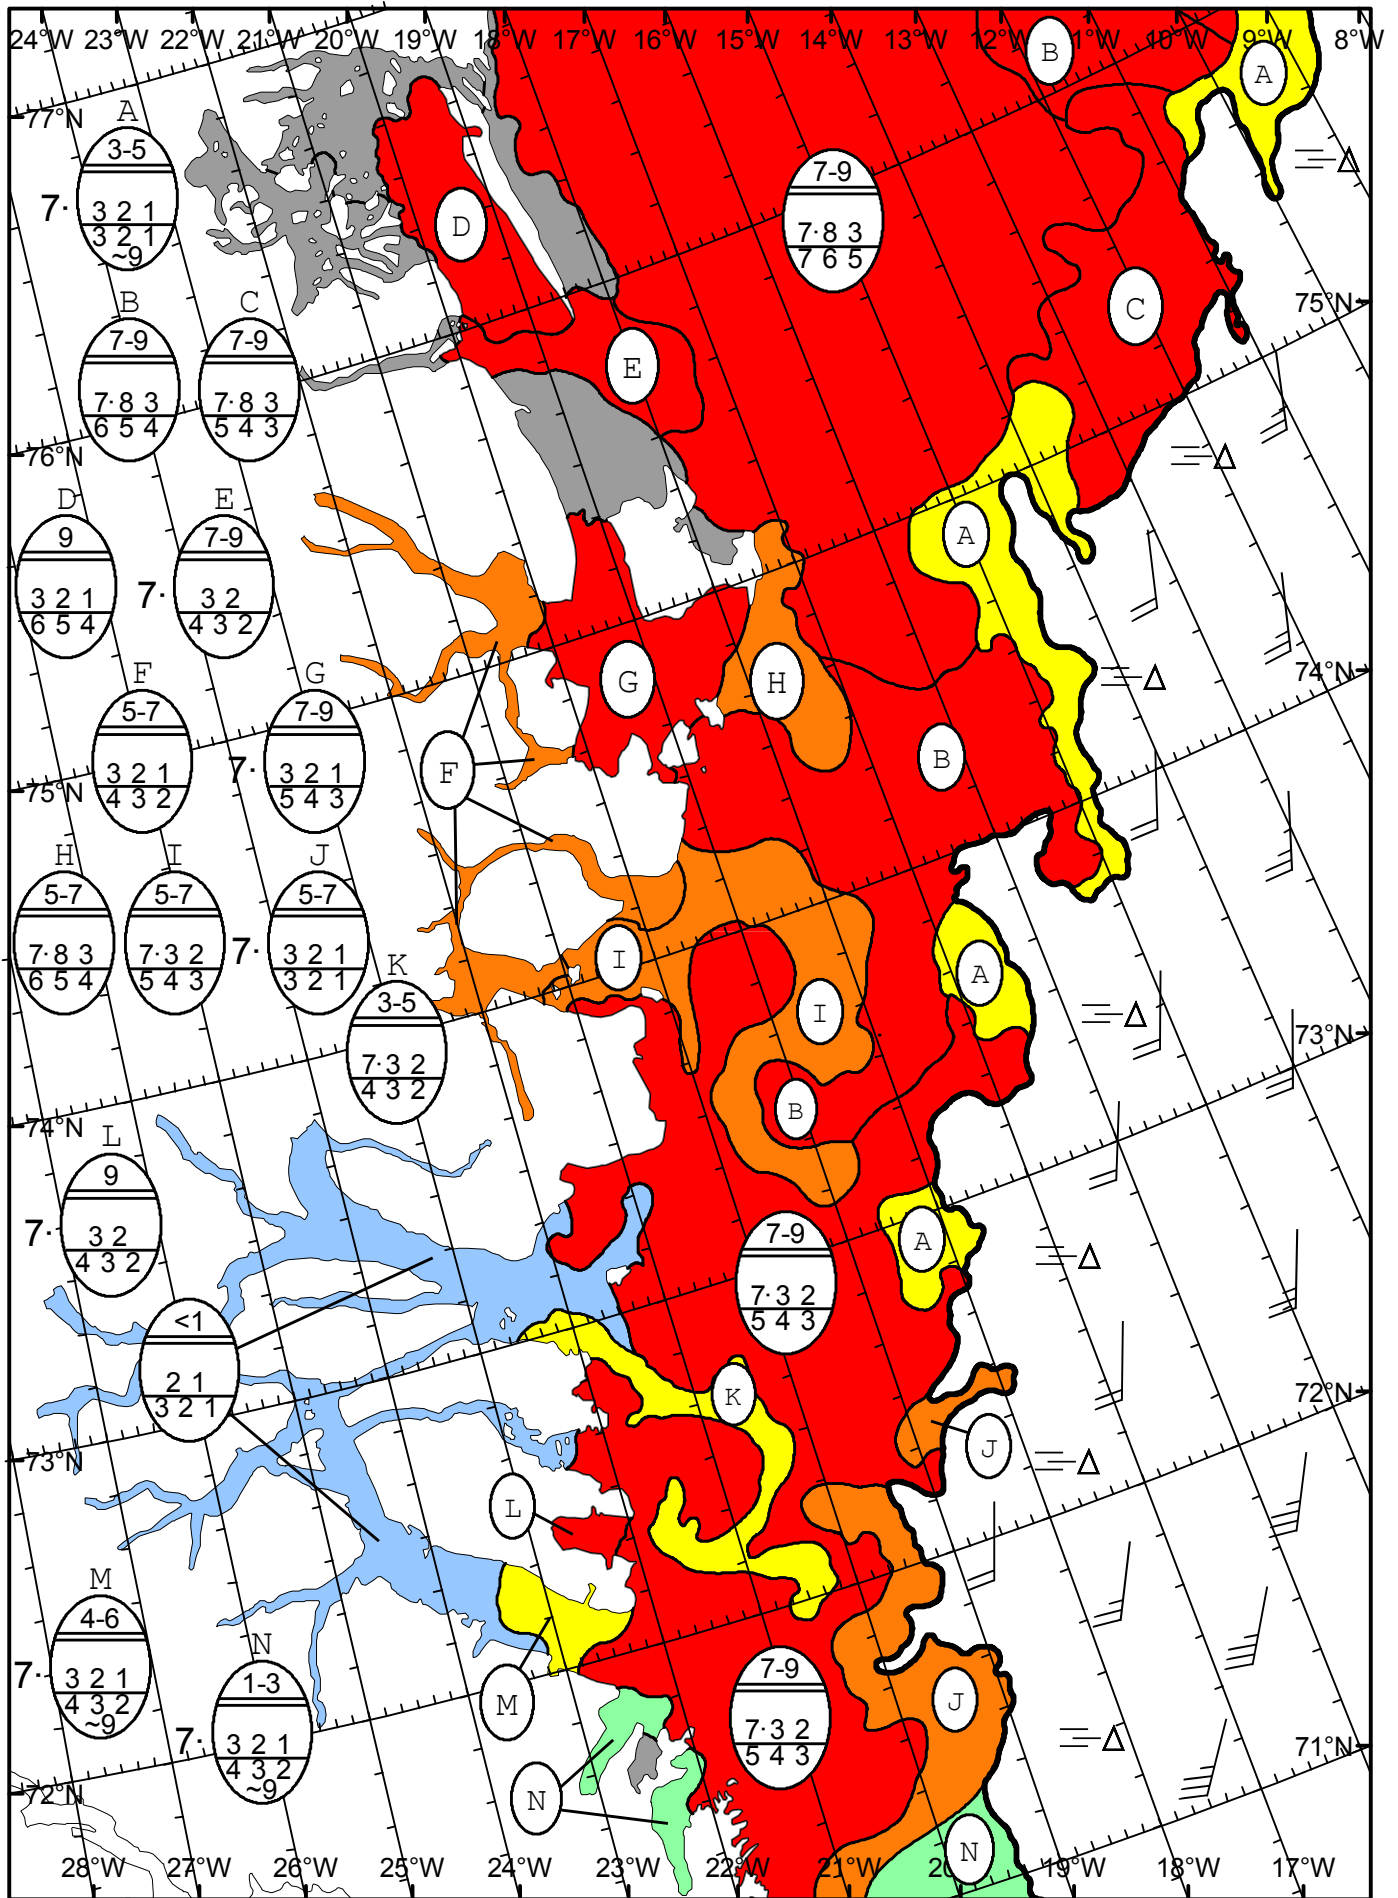 24°W 23°W 22°W 21°W 20°W 19°W 18°W 17°W 16°W 15°W 14°W 13°W 12°W 11°W 10°W 9°W 8°W
B
A
77°N
A
3-5
7·
3 2 1
3 2 1
~9
7-9
7·8 3
7 6 5
D
C
75°N
B
7-9
7·8 3
6 5 4
C
7-9
7·8 3
5 4 3
E
76°N
D
9
3 2 1
6 5 4
E
7-9
7·
3 2
4 3 2
A
F
5-7
3 2 1
4 3 2
G
7-9
7·
3 2 1
5 4 3
G
H
74°N
F
B
75°N
H
5-7
7·8 3
6 5 4
I
5-7
7·3 2
5 4 3
J
5-7
7·
3 2 1
3 2 1
I
A
K
3-5
7·3 2
4 3 2
I
73°N
B
74°N
L
9
7·
3 2
4 3 2
A
7-9
7·3 2
5 4 3
<1
2 1
3 2 1
K
72°N
J
73°N
L
M
4-6
7·
3 2 1
4 3 2
~9
N
1-3
7·
3 2 1
4 3 2
~9
M
7-9
7·3 2
5 4 3
J
71°N
72°N
N
N
28°W 27°W 26°W 25°W 24°W 23°W 22°W 21°W 20 19°W 18°W 17°W